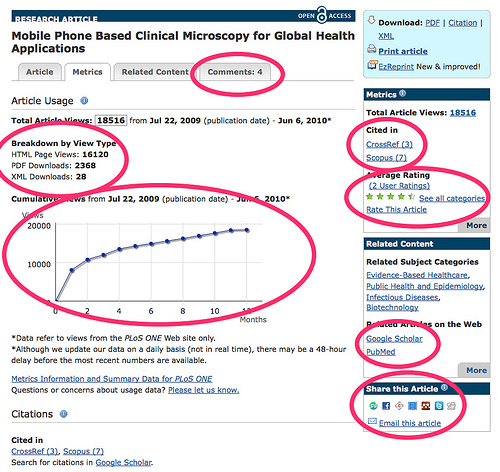 RESEARCH ARTICLE
OPEN ACCESS
Mobile Phone Based Clinical Microscopy for Global Health
Applications
Article
Metrics
Related Content
Comments: 4
Article Usage
Total Article Views: 18516 from Jul 22, 2009 (publication date) - Jun 6, 2010*
Breakdown by View Type
HTML Page Views: 16120
PDF Downloads: 2368
XML Downloads: 28
Cumulative Views from Jul 22, 2009 (publication date) - Jun 6, 2010*
Views
20000
10000
0 2 4 6 8 10 12
Months
*Data refer to views from the PLoS ONE Web site only.
*Although we update our data on a daily basis (not in real time), there may be a 48-hour
delay before the most recent numbers are available.
Metrics Information and Summary Data for PLoS ONE
Questions or concerns about usage data? Please let us know.
Citations
Cited in
CrossRef (3), Scopus (7)
Search for citations in Google Scholar.
Download: PDF | Citation |
XML
Print article
EzReprint New & improved!
Metrics
Total Article Views: 18516
Cited in
CrossRef (3)
Scopus (7)
Average Rating
(2 User Ratings)
See all categories
Rate This Article
More
Related Content
Related Subject Categories
Evidence-Based Healthcare,
Public Health and Epidemiology,
Infectious Diseases,
Biotechnology
Related Articles on the Web
Google Scholar
PubMed
More
Share this Article
Email this article